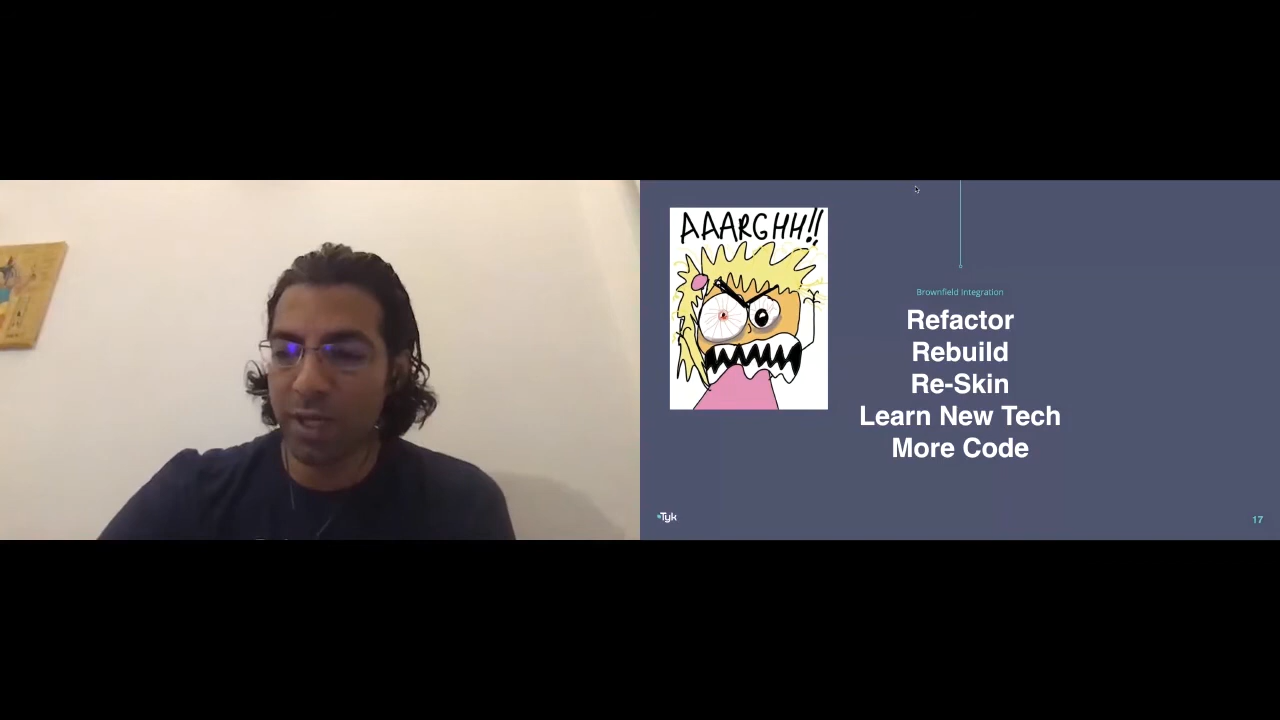 AAARGHH!!
Brownfield Integration
Refactor
Rebuild
Re-Skin
Learn New Tech
More Code
Tyk
17